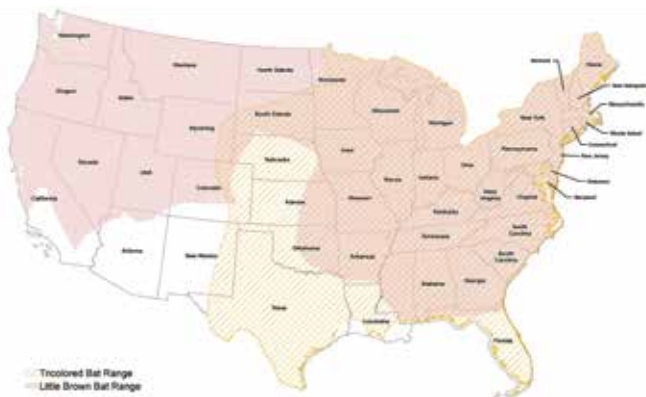 Washington
Montana
North Dakota
Minnesota
Vermont
Maine
New Hampshire
Oregon
Idaho
Wisconsin
Massachusetts
South Dakota
Michigan
New York
Rhode Island
Wyoming
Connecticut
Iowa
Pennsylvania
New Jersey
Nebraska
Ohio
Delaware
Nevada
Utah
Illinois
Indiana
Maryland
Colorado
West
Virginia
Virginia
California
Kansas
Missouri
Kentucky
North
Carolina
Tennessee
Oklahoma
Arizona
New Mexico
Arkansas
South
Carolina
Alabama
Georgia
Texas
Louisiana
Florida
Tricolored Bat Range
Little Brown Bat Range